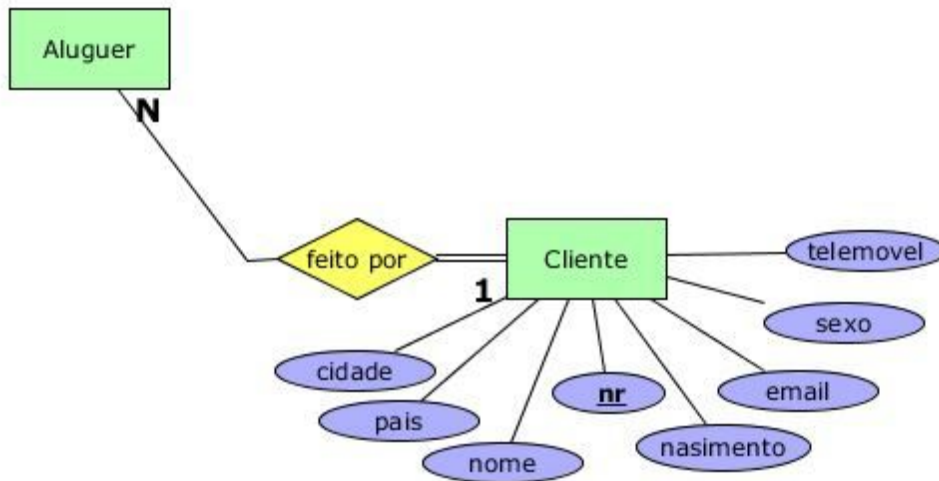 Aluguer
N
feito por
Cliente
telemovel
1
sexo
cidade
nr
email
pais
nome
nasimento